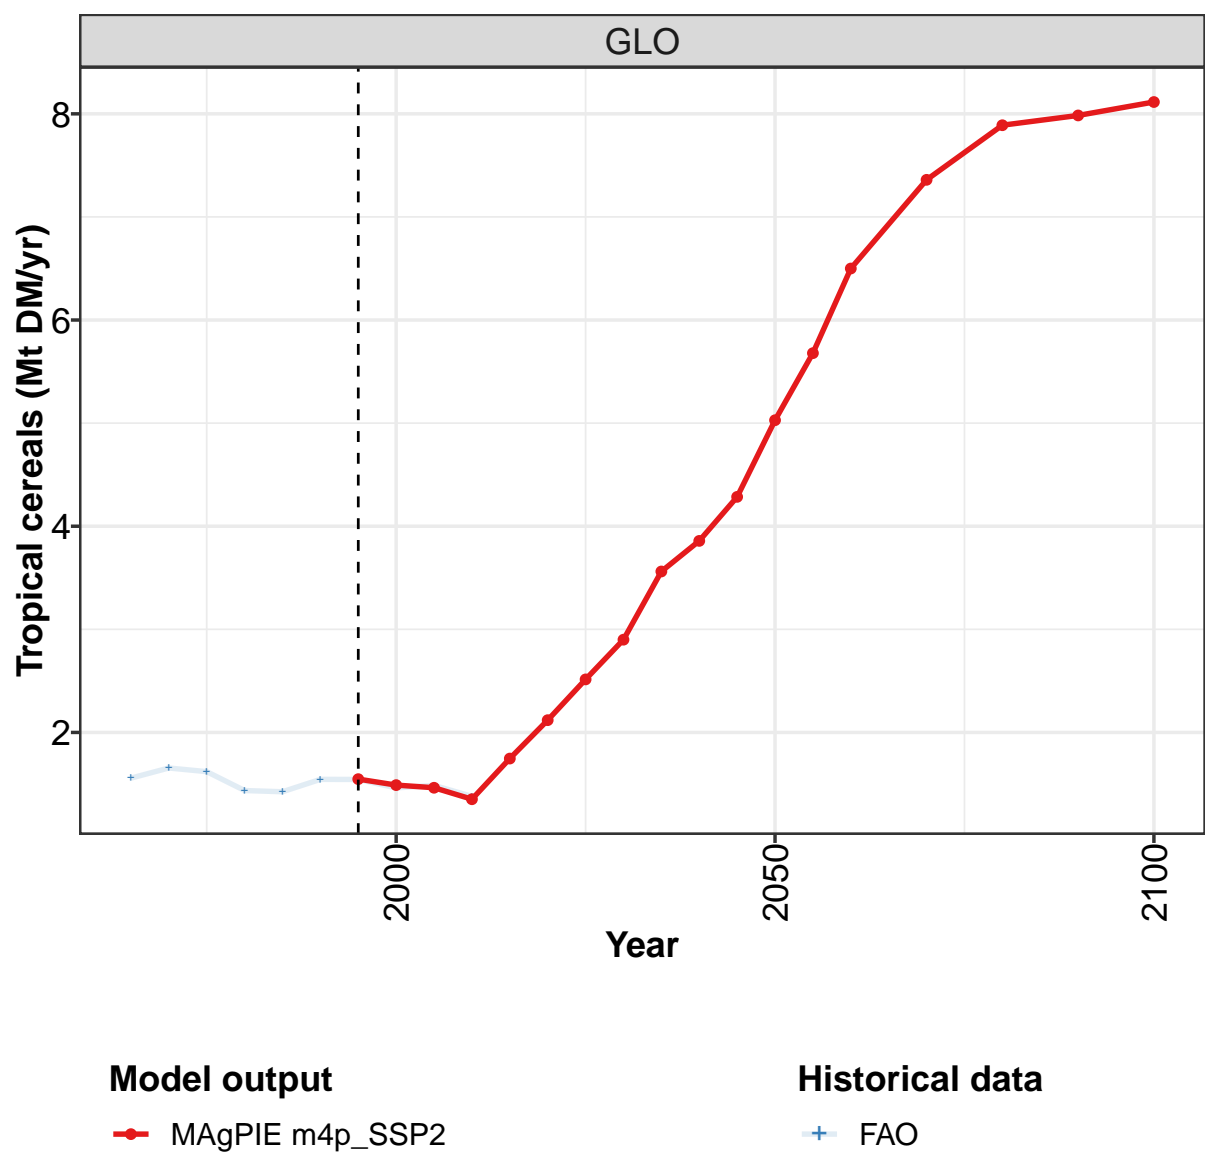 GLO
Tropical cereals (Mt DM/yr)
8
6
4
2
2000
2050
2100
Year
Model output
Historical data
MAgPIE m4p_SSP2
FAO